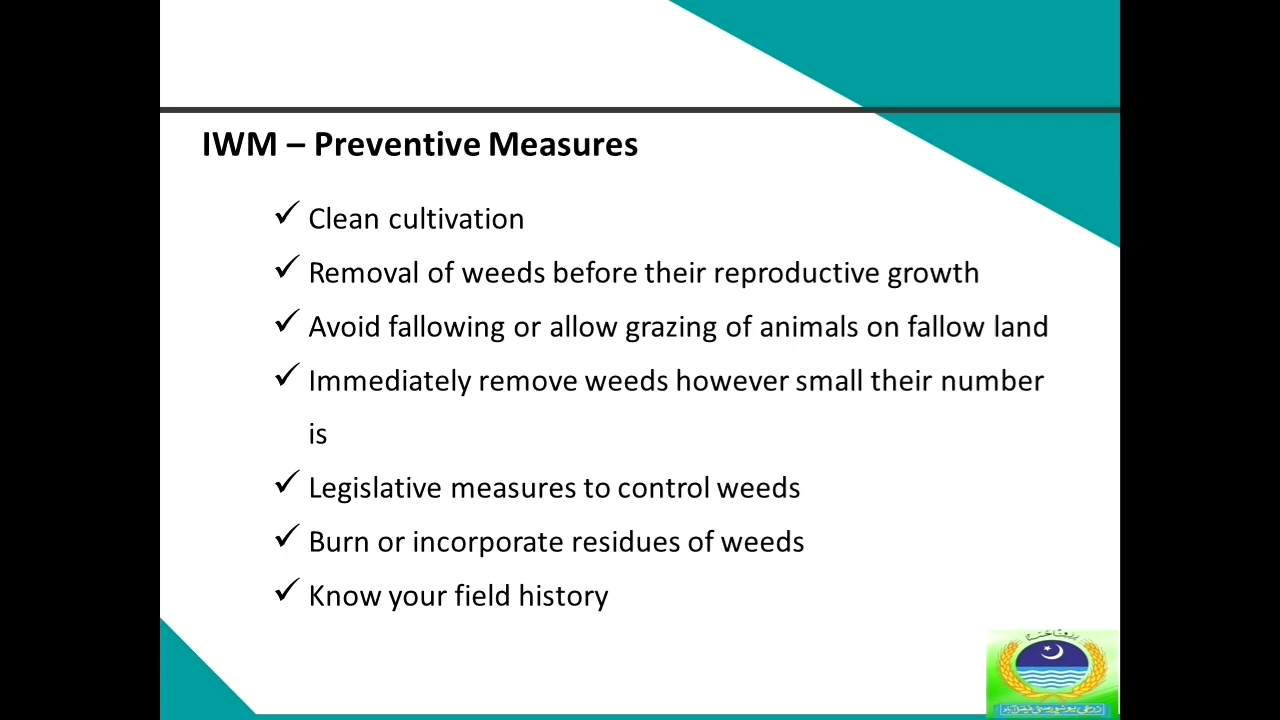 IWM – Preventive Measures
✓ Clean cultivation
✓ Removal of weeds before their reproductive growth
✓ Avoid fallowing or allow grazing of animals on fallow land
✓ Immediately remove weeds however small their number
is
✓ Legislative measures to control weeds
✓ Burn or incorporate residues of weeds
✓ Know your field history